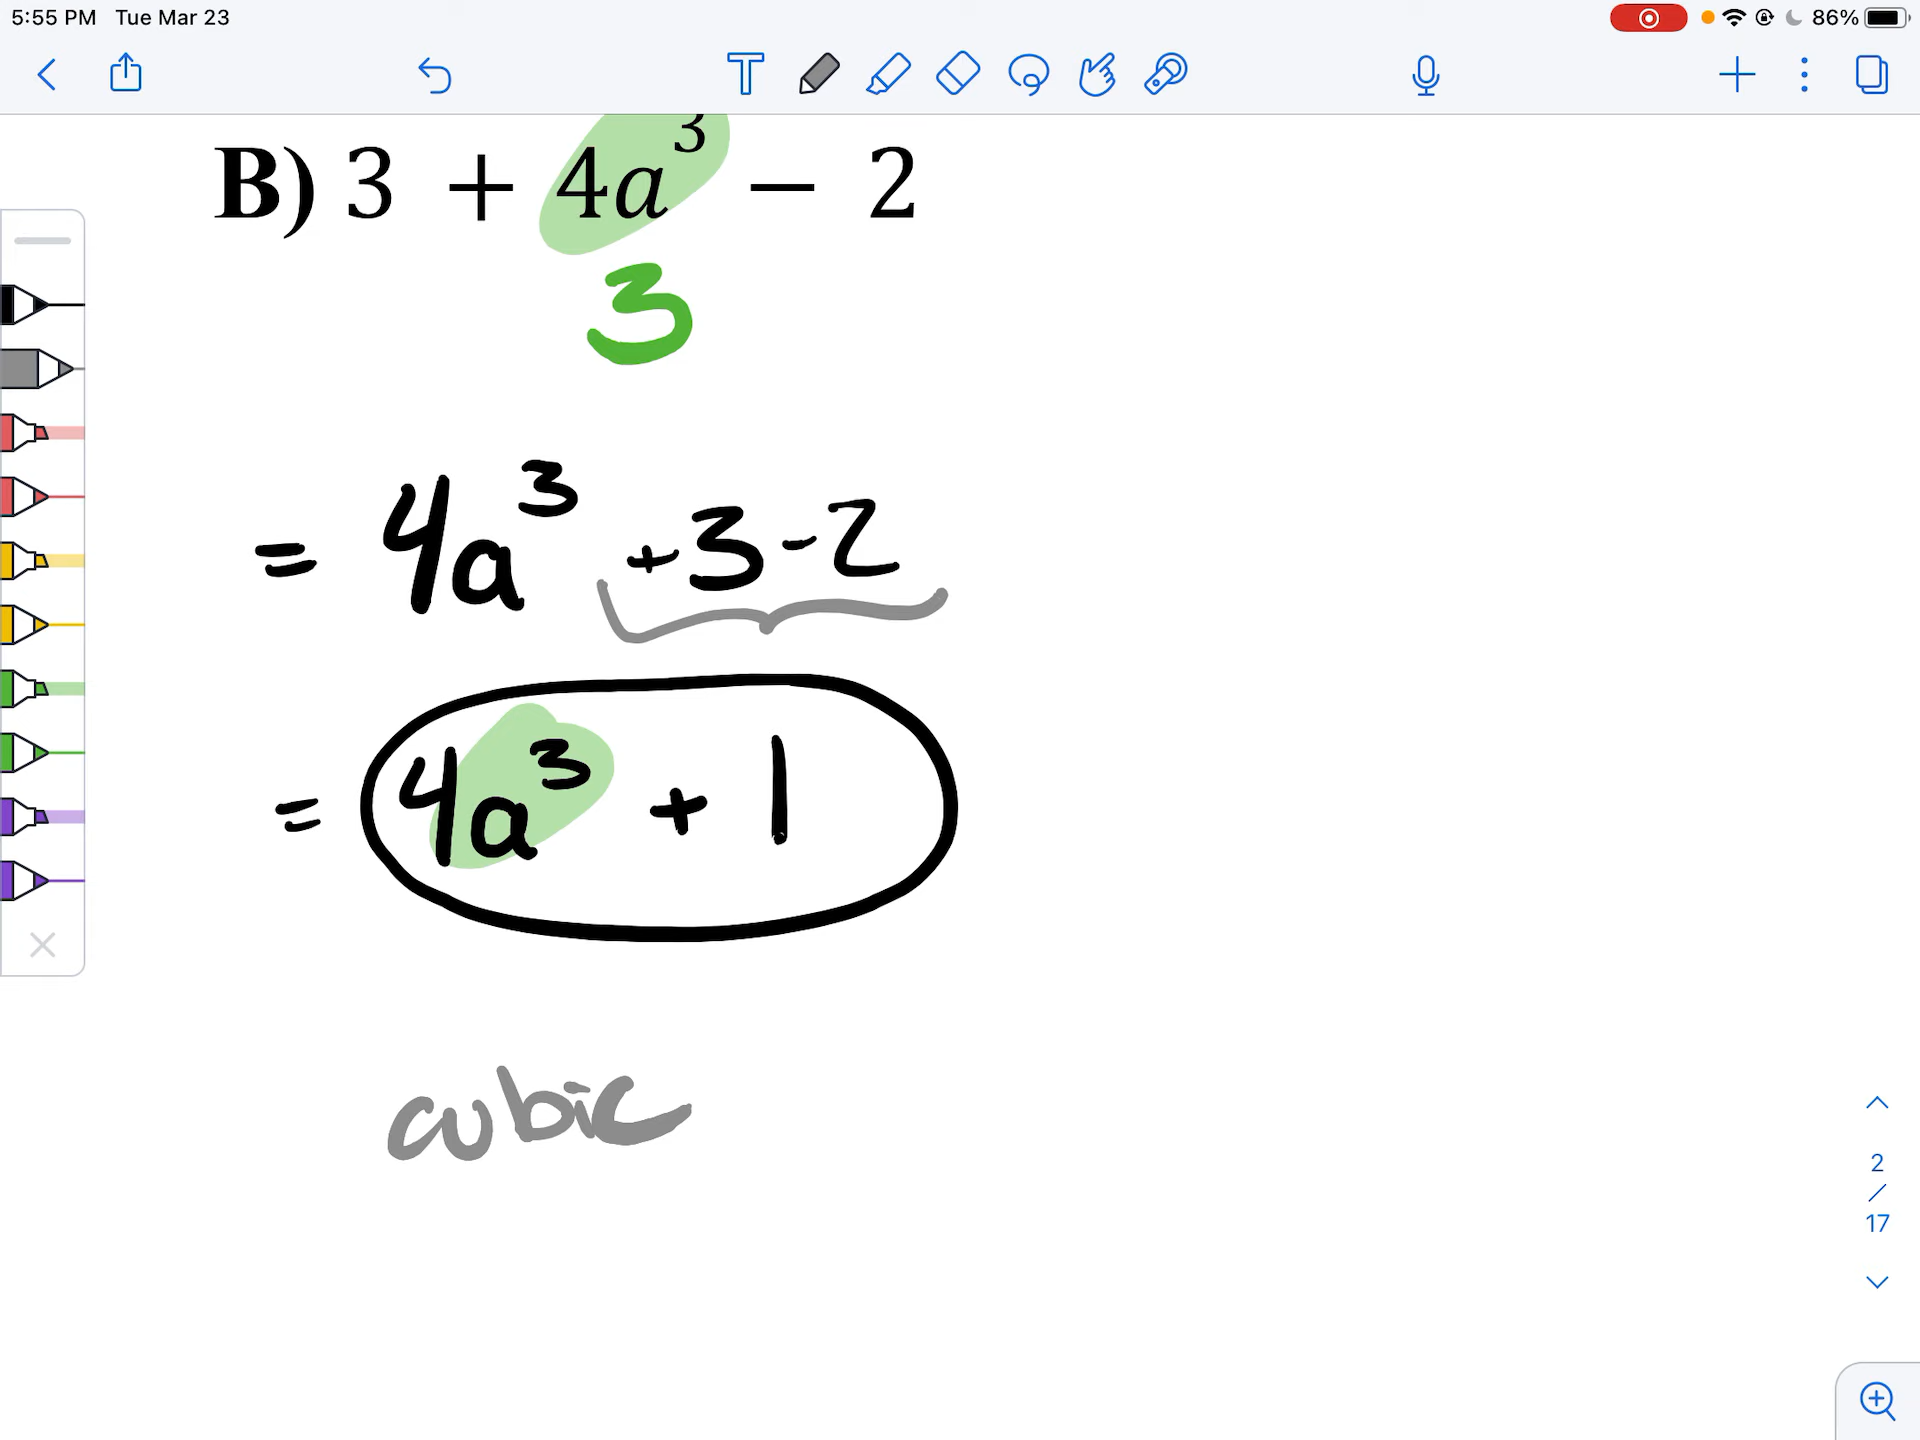 5:55 PM Tue Mar 23 86%
B) 3 + 4a³ − 2
3
= 4a³ +3-2
= 4a³ + 1
cubic
2
/
17